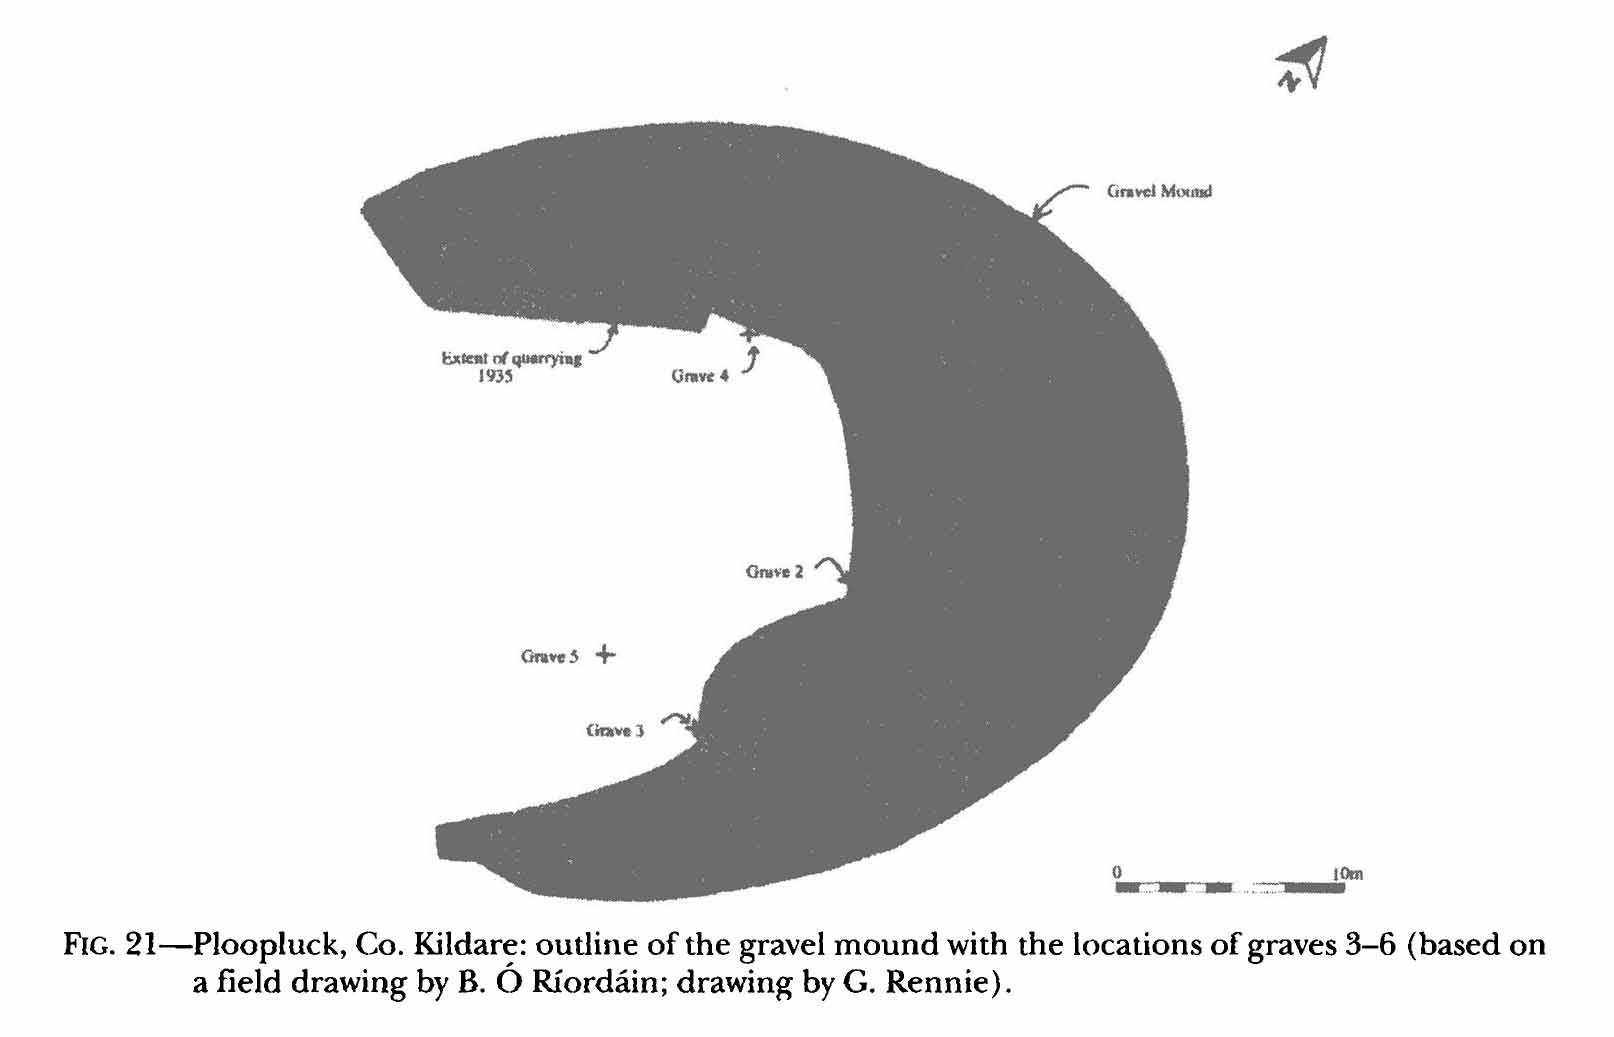 N
Gravel Mound
Extent of quarrying
1935
Grave 4
Grave 2
Grave 5
Grave 3
0 10m
FIG. 21—Ploopluck, Co. Kildare: outline of the gravel mound with the locations of graves 3–6 (based on
a field drawing by B. Ó Ríordáin; drawing by G. Rennie).